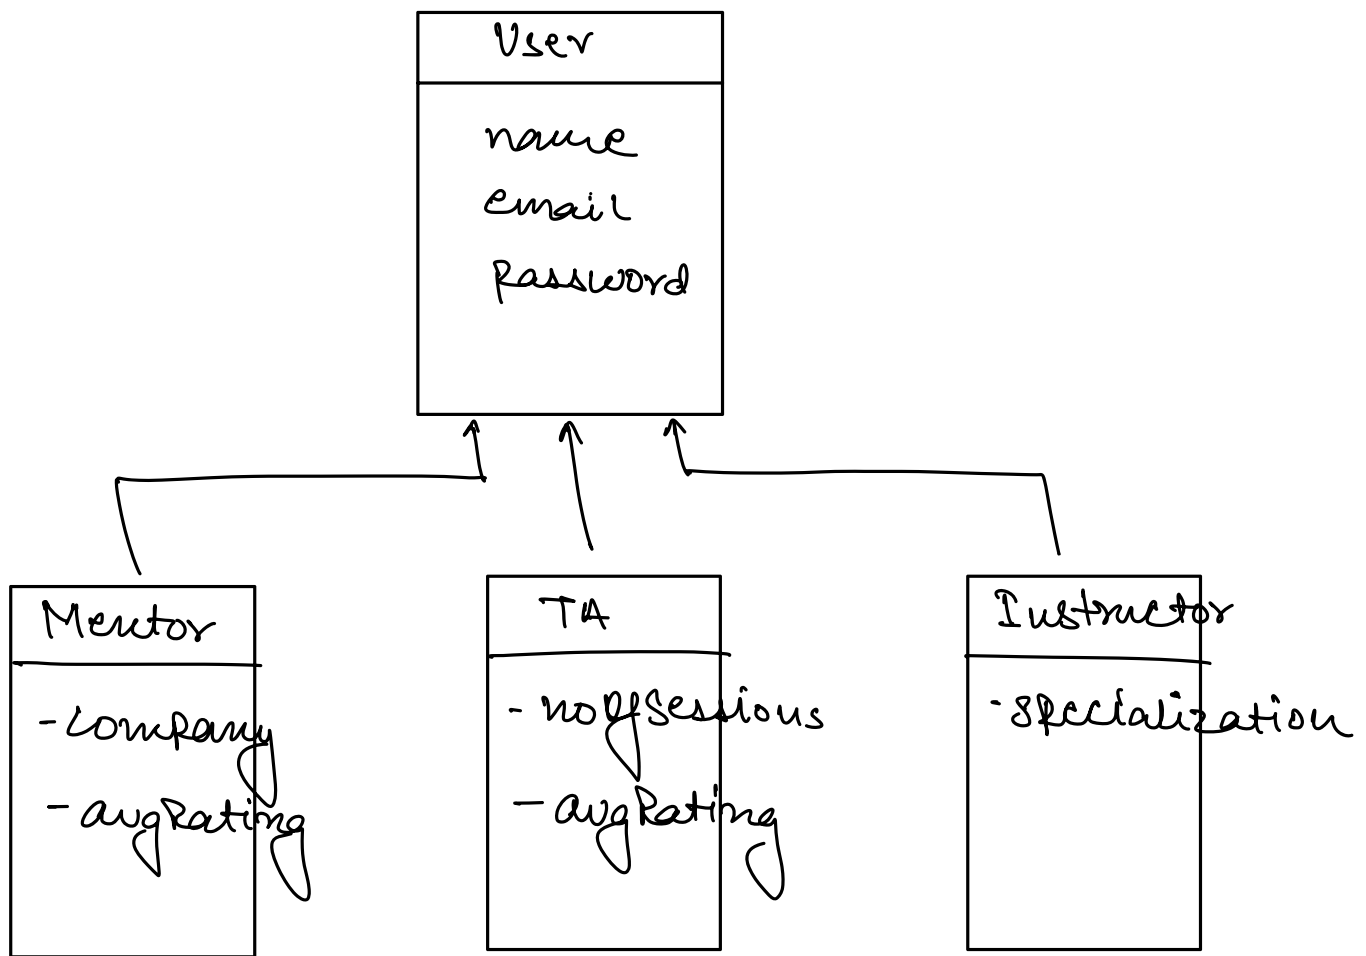 User
name
email
password
Mentor
- company
- avgRating
TA
- noofSessions
- avgRating
Instructor
- specialization